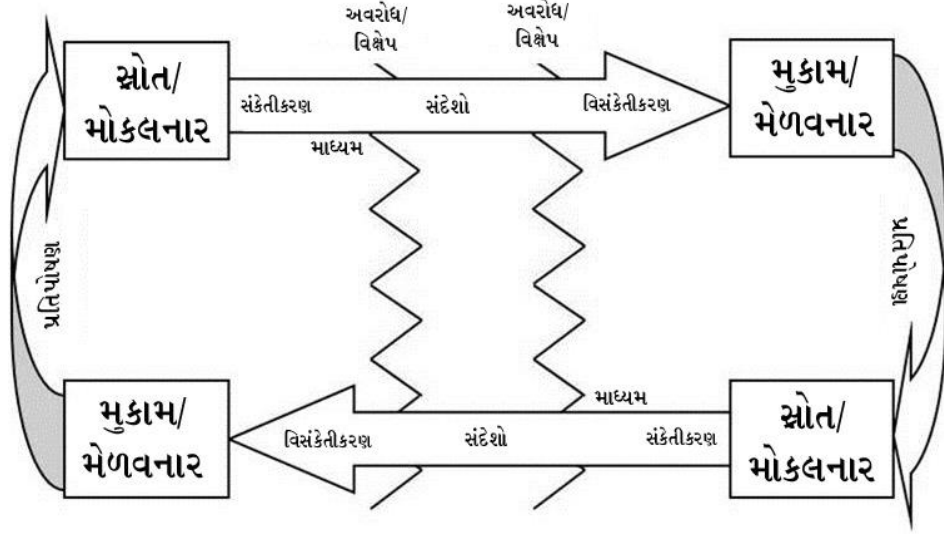 અવરોધ/
વિક્ષેપ
અવરોધ/
વિક્ષેપ
સ્રોત/
મોકલનાર
સંકેતીકરણ
સંદેશો
વિસંકેતીકરણ
મુકામ/
મેળવનાર
માધ્યમ
પ્રતિપોષણ
પ્રતિપોષણ
મુકામ/
મેળવનાર
વિસંકેતીકરણ
સંદેશો
સંકેતીકરણ
માધ્યમ
સ્રોત/
મોકલનાર